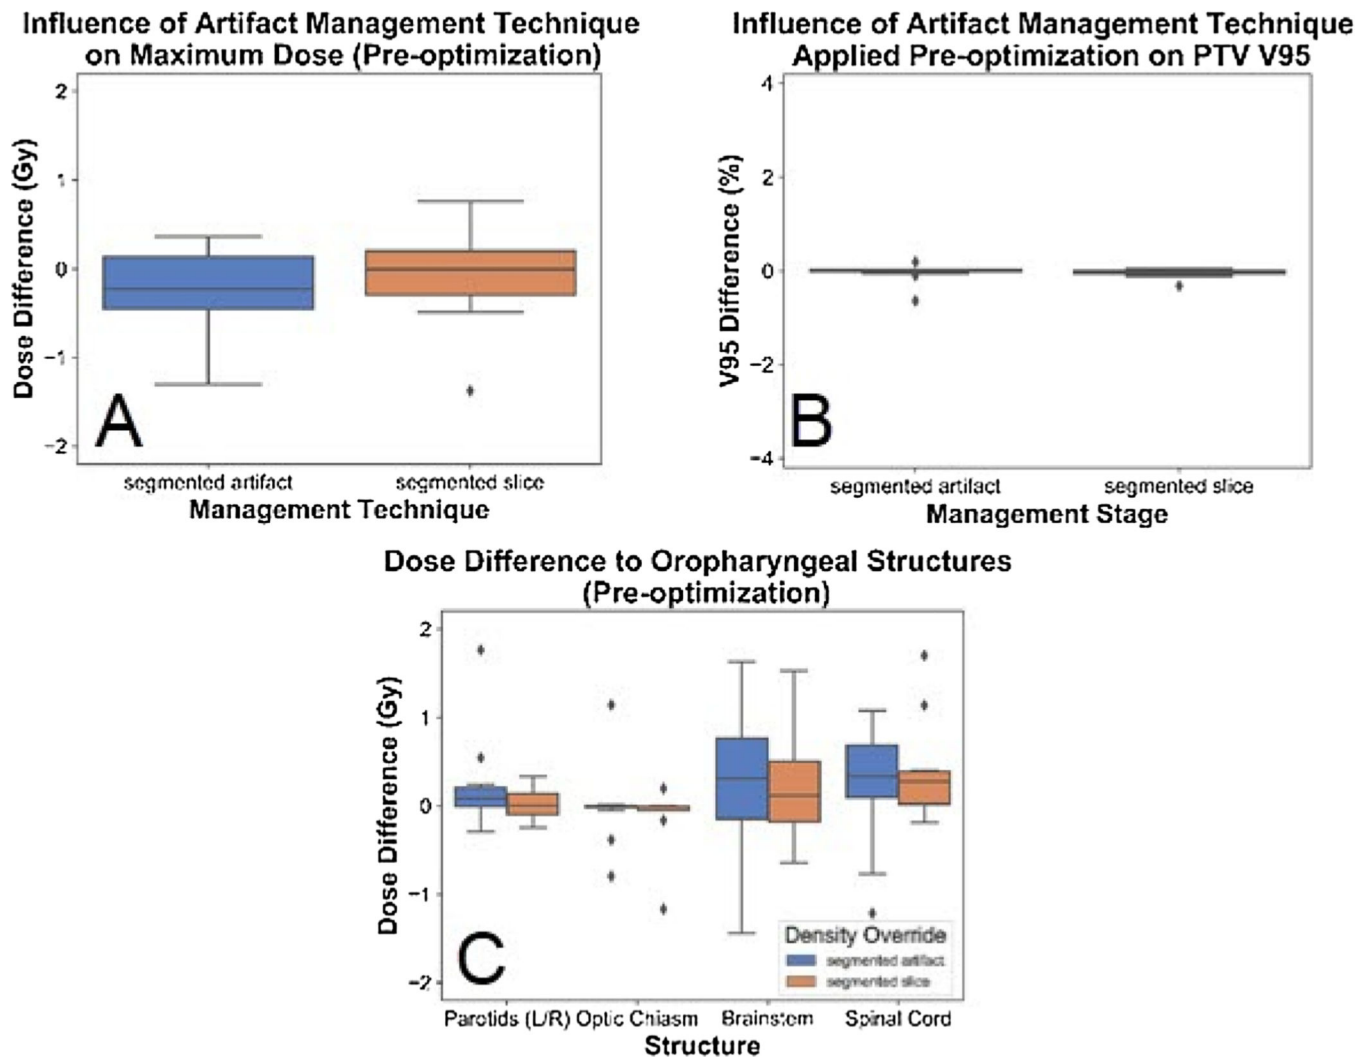 Influence of Artifact Management Technique
on Maximum Dose (Pre-optimization)
Dose Difference (Gy)
2
1
0
−1
−2
A
segmented artifact
segmented slice
Management Technique
Influence of Artifact Management Technique
Applied Pre-optimization on PTV V95
V95 Difference (%)
4
2
0
−2
−4
B
segmented artifact
segmented slice
Management Stage
Dose Difference to Oropharyngeal Structures
(Pre-optimization)
Dose Difference (Gy)
2
1
0
−1
−2
C
Density Override
segmented artifact
segmented slice
Parotids (L/R)
Optic Chiasm
Brainstem
Spinal Cord
Structure